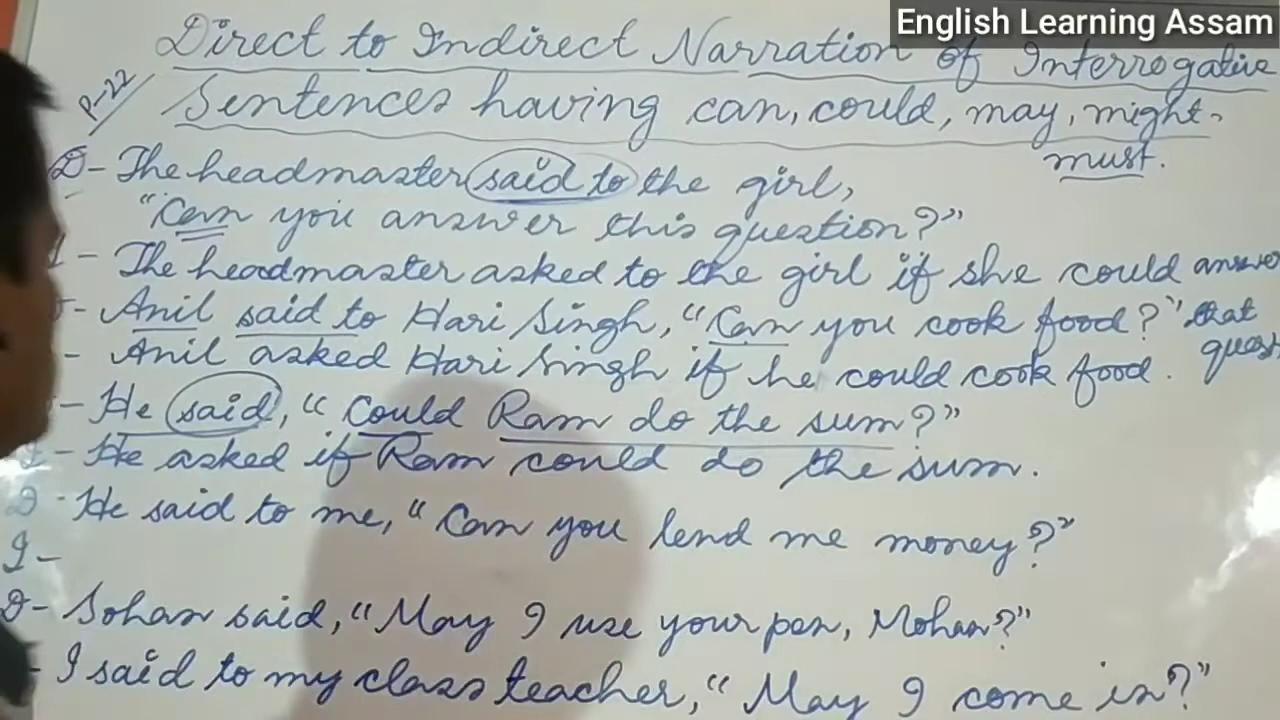 English Learning Assam
Direct to Indirect Narration of Interrogative
P-22
Sentences having can, could, may, might,
must.
D- The headmaster said to the girl,
"Can you answer this question?"
I- The headmaster asked to the girl if she could answer
that
D- Anil said to Hari Singh, "Can you cook food?"
- Anil asked Hari Singh if he could cook food.
- He said, "Could Ram do the sum?"
I- He asked if Ram could do the sum.
D- He said to me, "Can you lend me money?"
I-
D- Sohan said, "May I use your pen, Mohan?"
- I said to my class teacher, "May I come in?"